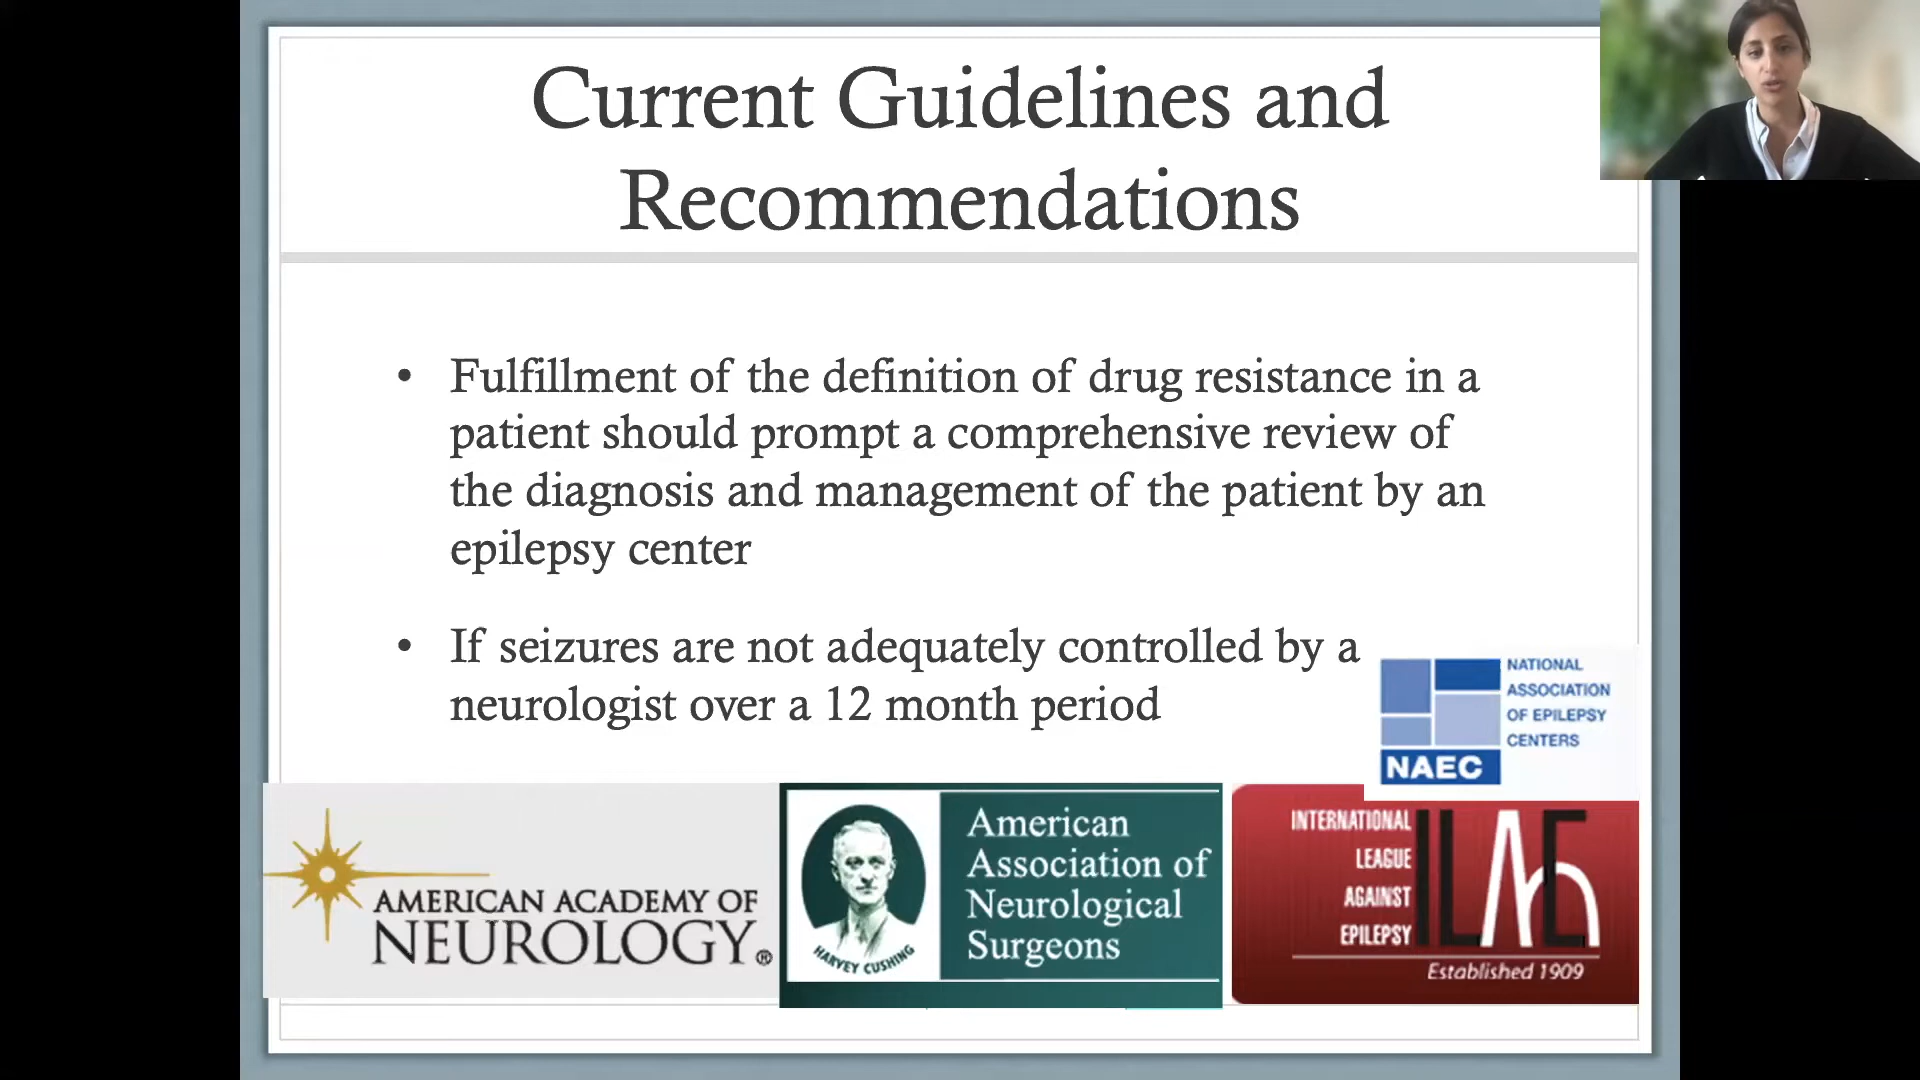 Current Guidelines and
Recommendations
• Fulfillment of the definition of drug resistance in a
patient should prompt a comprehensive review of
the diagnosis and management of the patient by an
epilepsy center
• If seizures are not adequately controlled by a
neurologist over a 12 month period
NATIONAL
ASSOCIATION
OF EPILEPSY
CENTERS
NAEC
AMERICAN ACADEMY OF
NEUROLOGY®
HARVEY CUSHING
American
Association of
Neurological
Surgeons
INTERNATIONAL
LEAGUE
AGAINST
EPILEPSY
ILAE
Established 1909